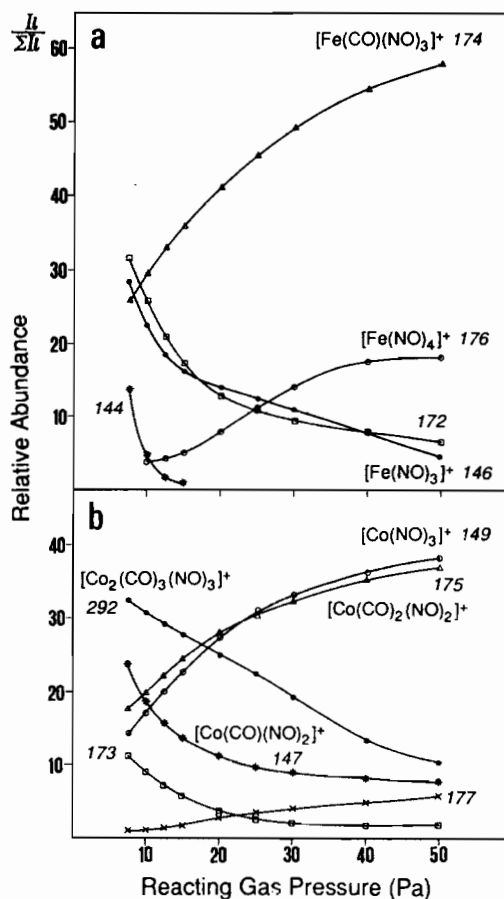 It
ΣIt
a
[Fe(CO)(NO)₃]⁺ 174
60
50
40
30
20
10
144
[Fe(NO)₄]⁺ 176
172
[Fe(NO)₃]⁺ 146
Relative Abundance
b
[Co(NO)₃]⁺ 149
[Co₂(CO)₃(NO)₃]⁺
292
175
[Co(CO)₂(NO)₂]⁺
40
30
20
10
[Co(CO)(NO)₂]⁺
147
173
177
10 20 30 40 50
Reacting Gas Pressure (Pa)